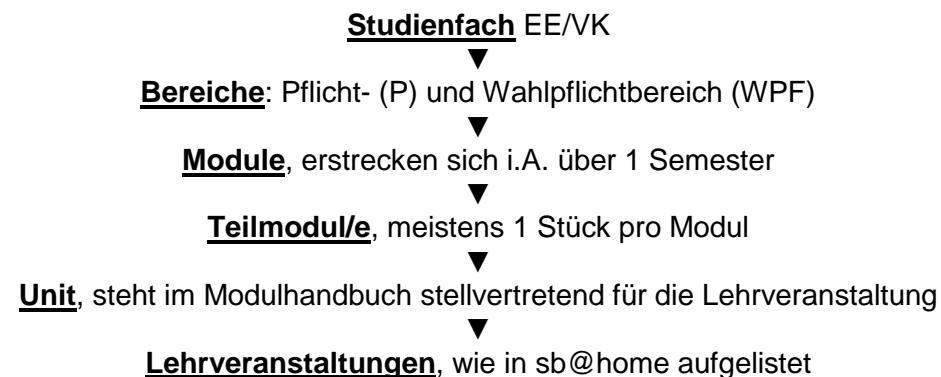 Studienfach EE/VK
▼
Bereiche: Pflicht- (P) und Wahlpflichtbereich (WPF)
▼
Module, erstrecken sich i.A. über 1 Semester
▼
Teilmodul/e, meistens 1 Stück pro Modul
▼
Unit, steht im Modulhandbuch stellvertretend für die Lehrveranstaltung
▼
Lehrveranstaltungen, wie in sb@home aufgelistet